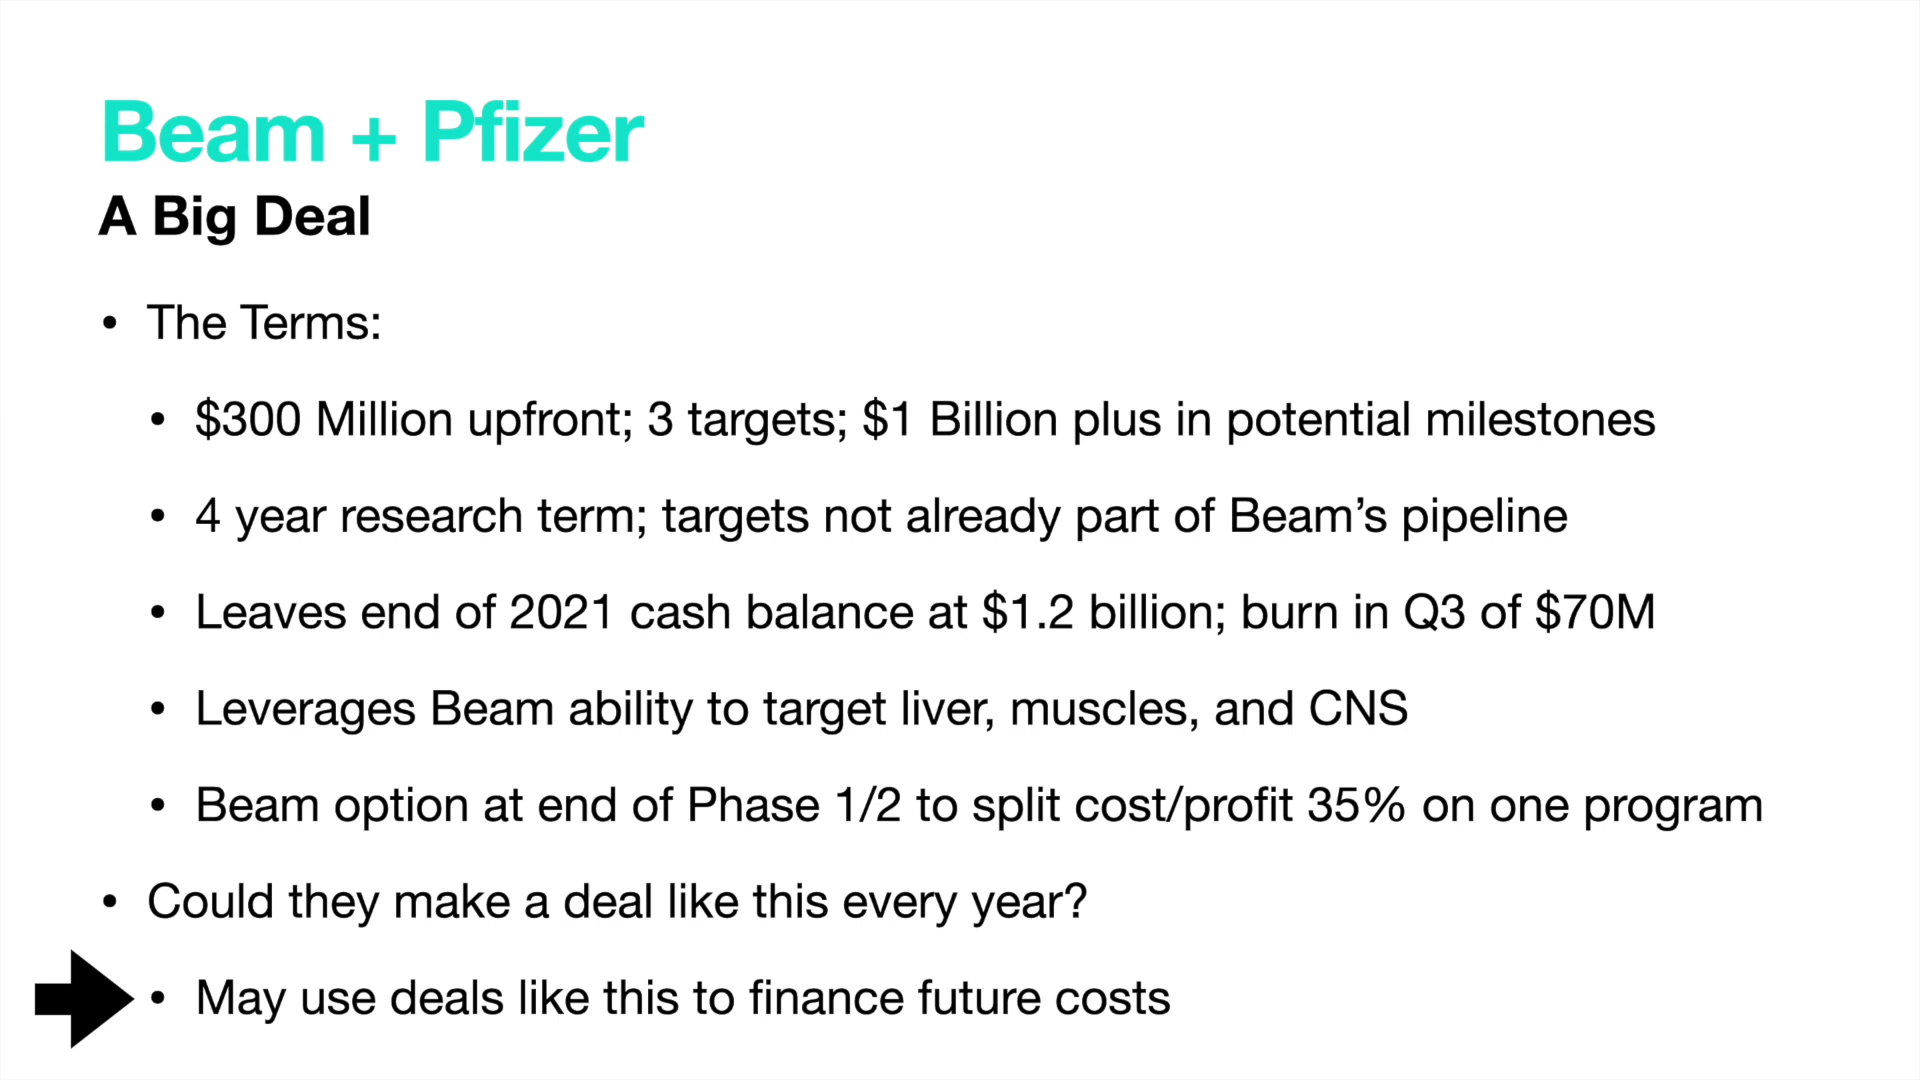 Beam + Pfizer
A Big Deal
• The Terms:
• $300 Million upfront; 3 targets; $1 Billion plus in potential milestones
• 4 year research term; targets not already part of Beam’s pipeline
• Leaves end of 2021 cash balance at $1.2 billion; burn in Q3 of $70M
• Leverages Beam ability to target liver, muscles, and CNS
• Beam option at end of Phase 1/2 to split cost/profit 35% on one program
• Could they make a deal like this every year?
• May use deals like this to finance future costs